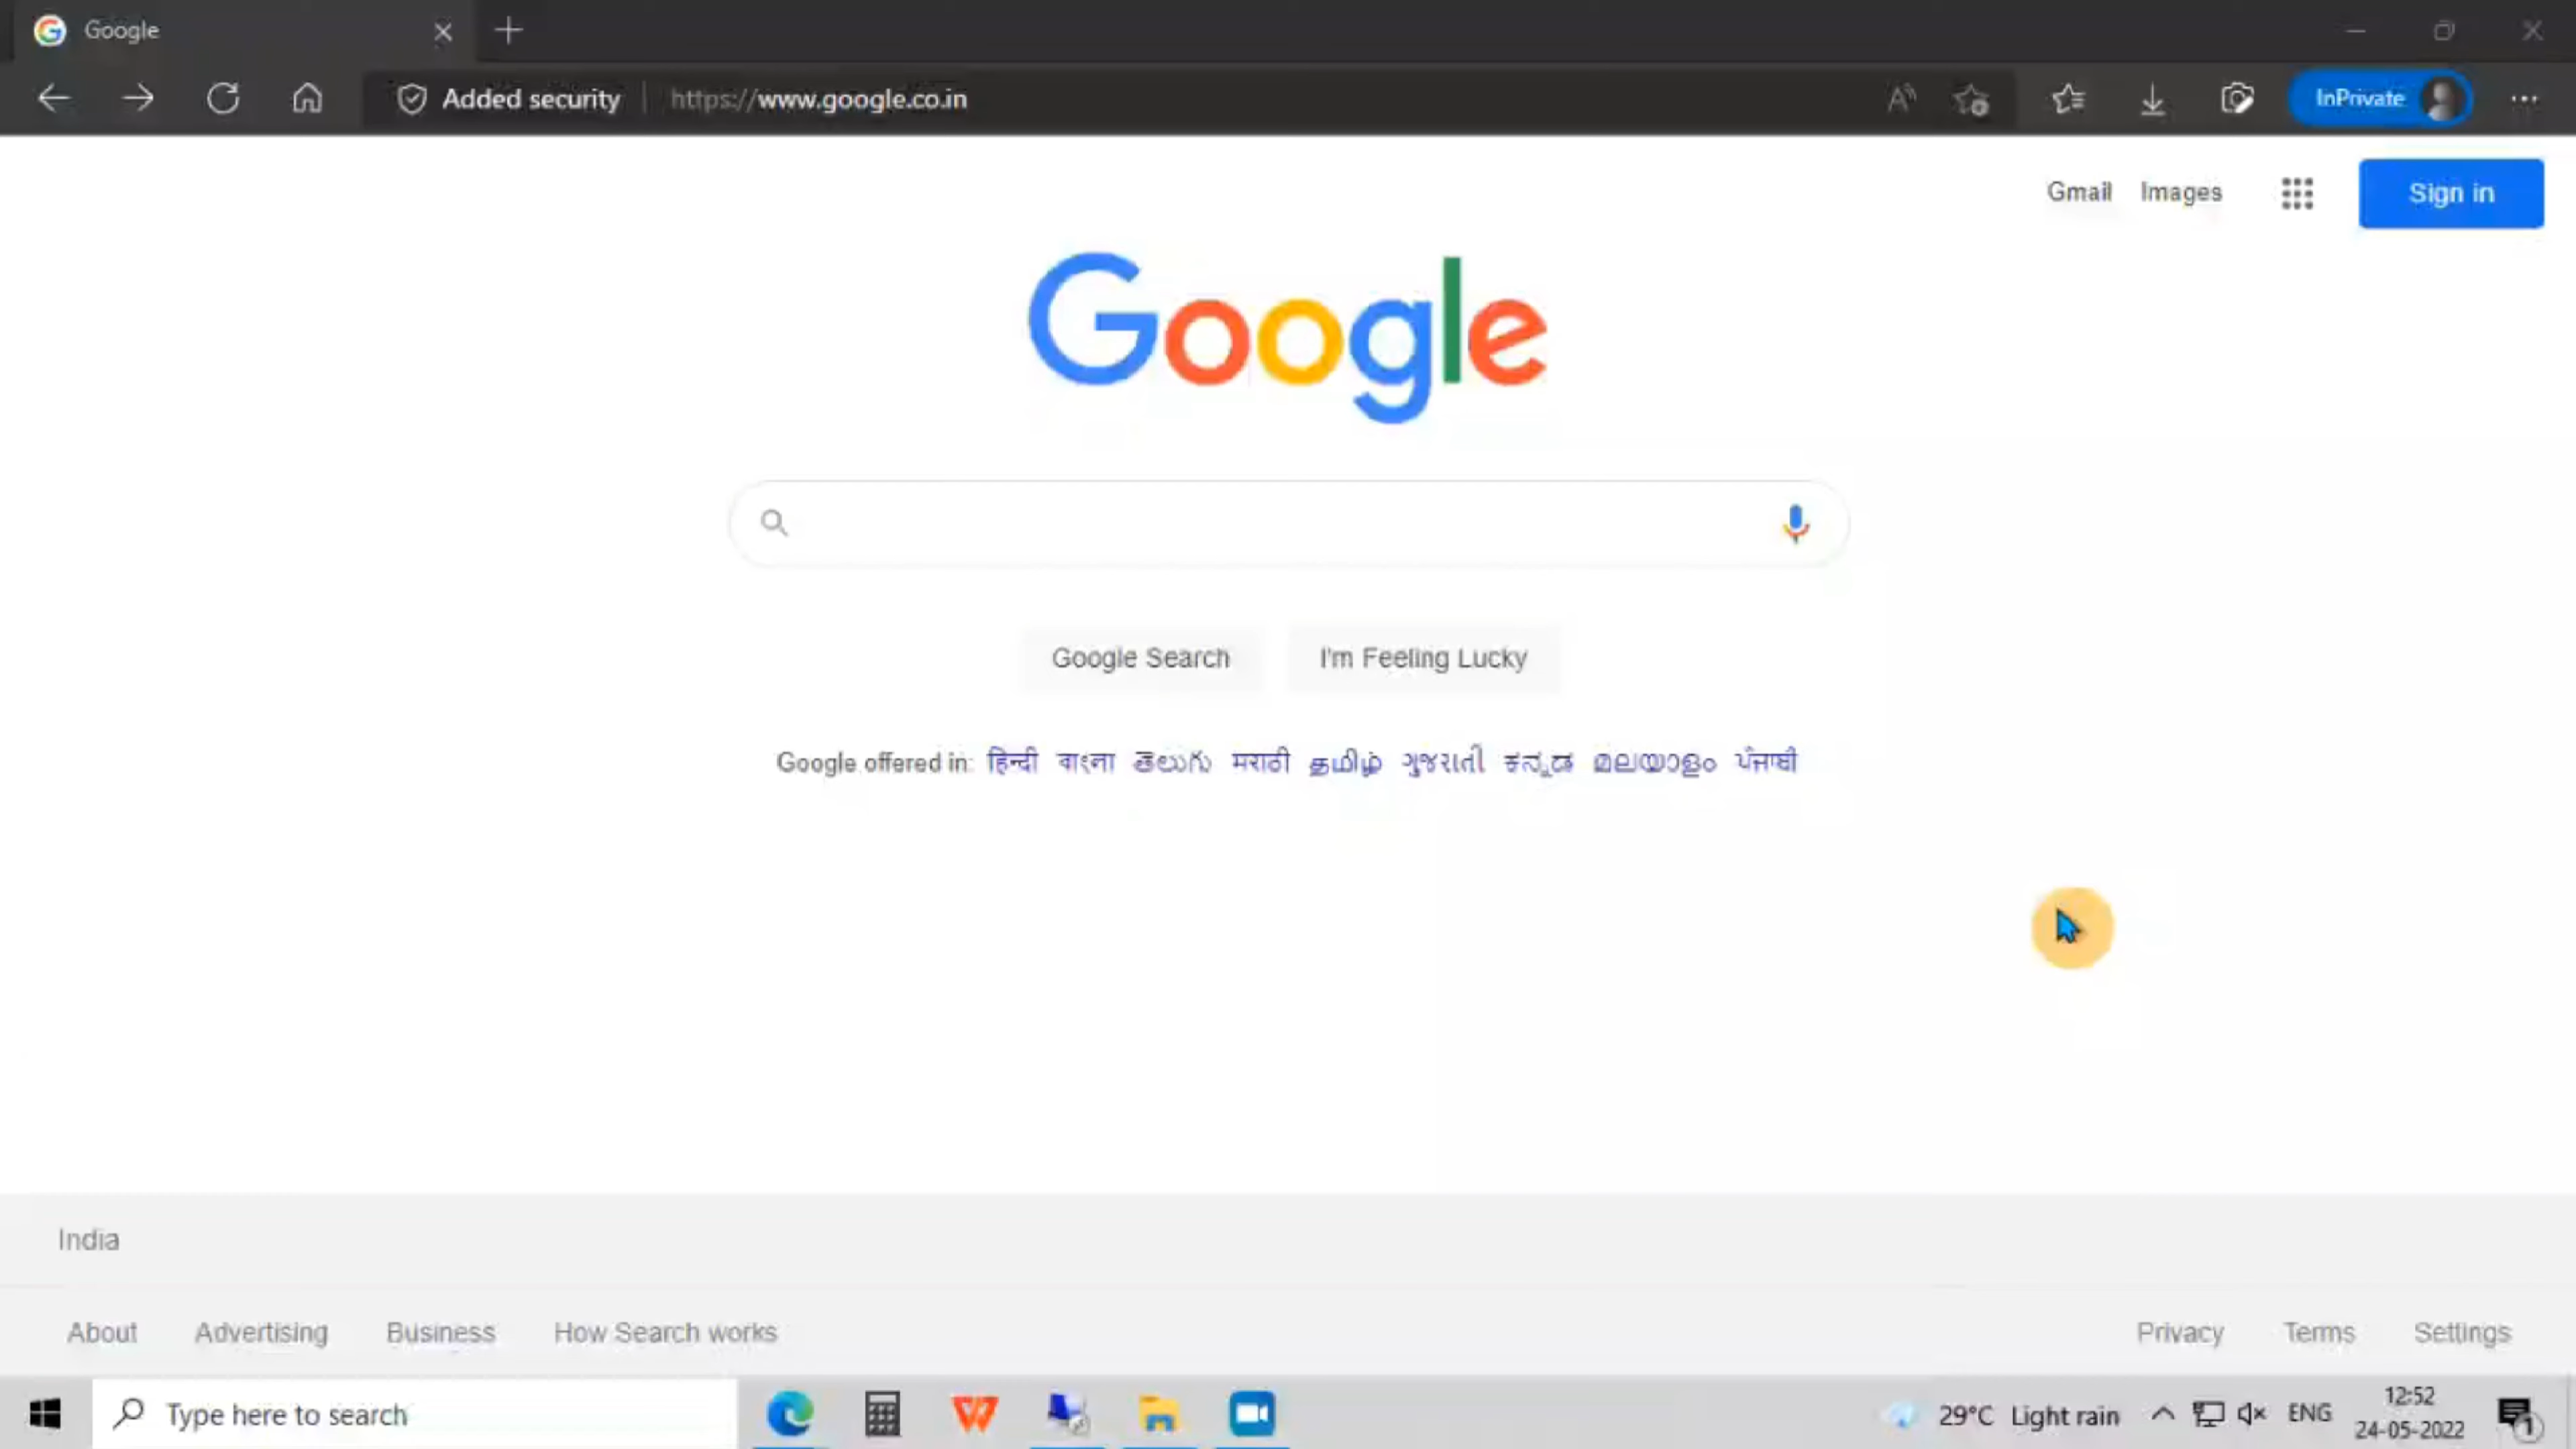 Google
Added security https://www.google.co.in
InPrivate
Gmail Images Sign in
Google
Google Search I'm Feeling Lucky
Google offered in: हिन्दी বাংলা తెలుగు मराठी தமிழ் ગુજરાતી ಕನ್ನಡ മലയാളം ਪੰਜਾਬੀ
India
About Advertising Business How Search works Privacy Terms Settings
Type here to search
29°C Light rain ENG 12:52
24-05-2022
1